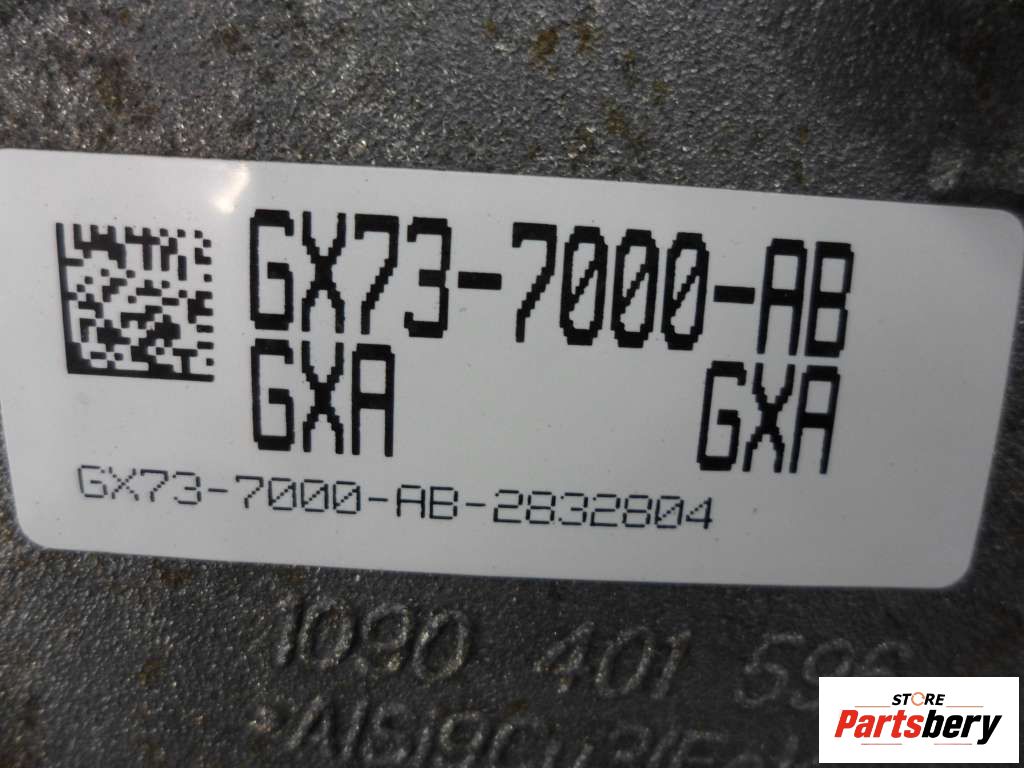 GX73-7000-AB
GXA GXA
GX73-7000-AB-2832804
1090 401 596
STORE
Partsbery